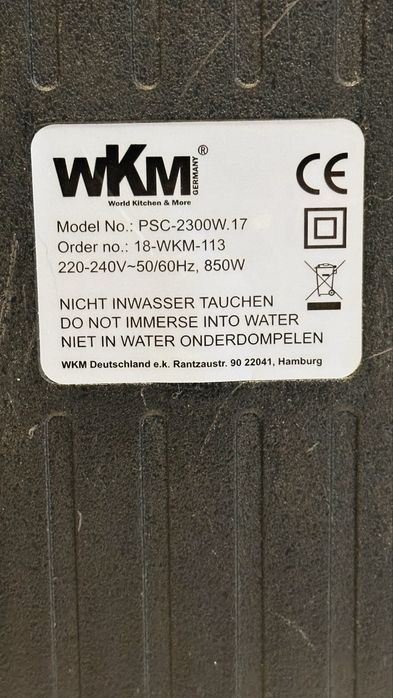 WKM® GERMANY
World Kitchen & More
Model No.: PSC-2300W.17
Order no.: 18-WKM-113
220-240V~50/60Hz, 850W
CE
NICHT INWASSER TAUCHEN
DO NOT IMMERSE INTO WATER
NIET IN WATER ONDERDOMPELEN
WKM Deutschland e.k. Rantzaustr. 90 22041, Hamburg